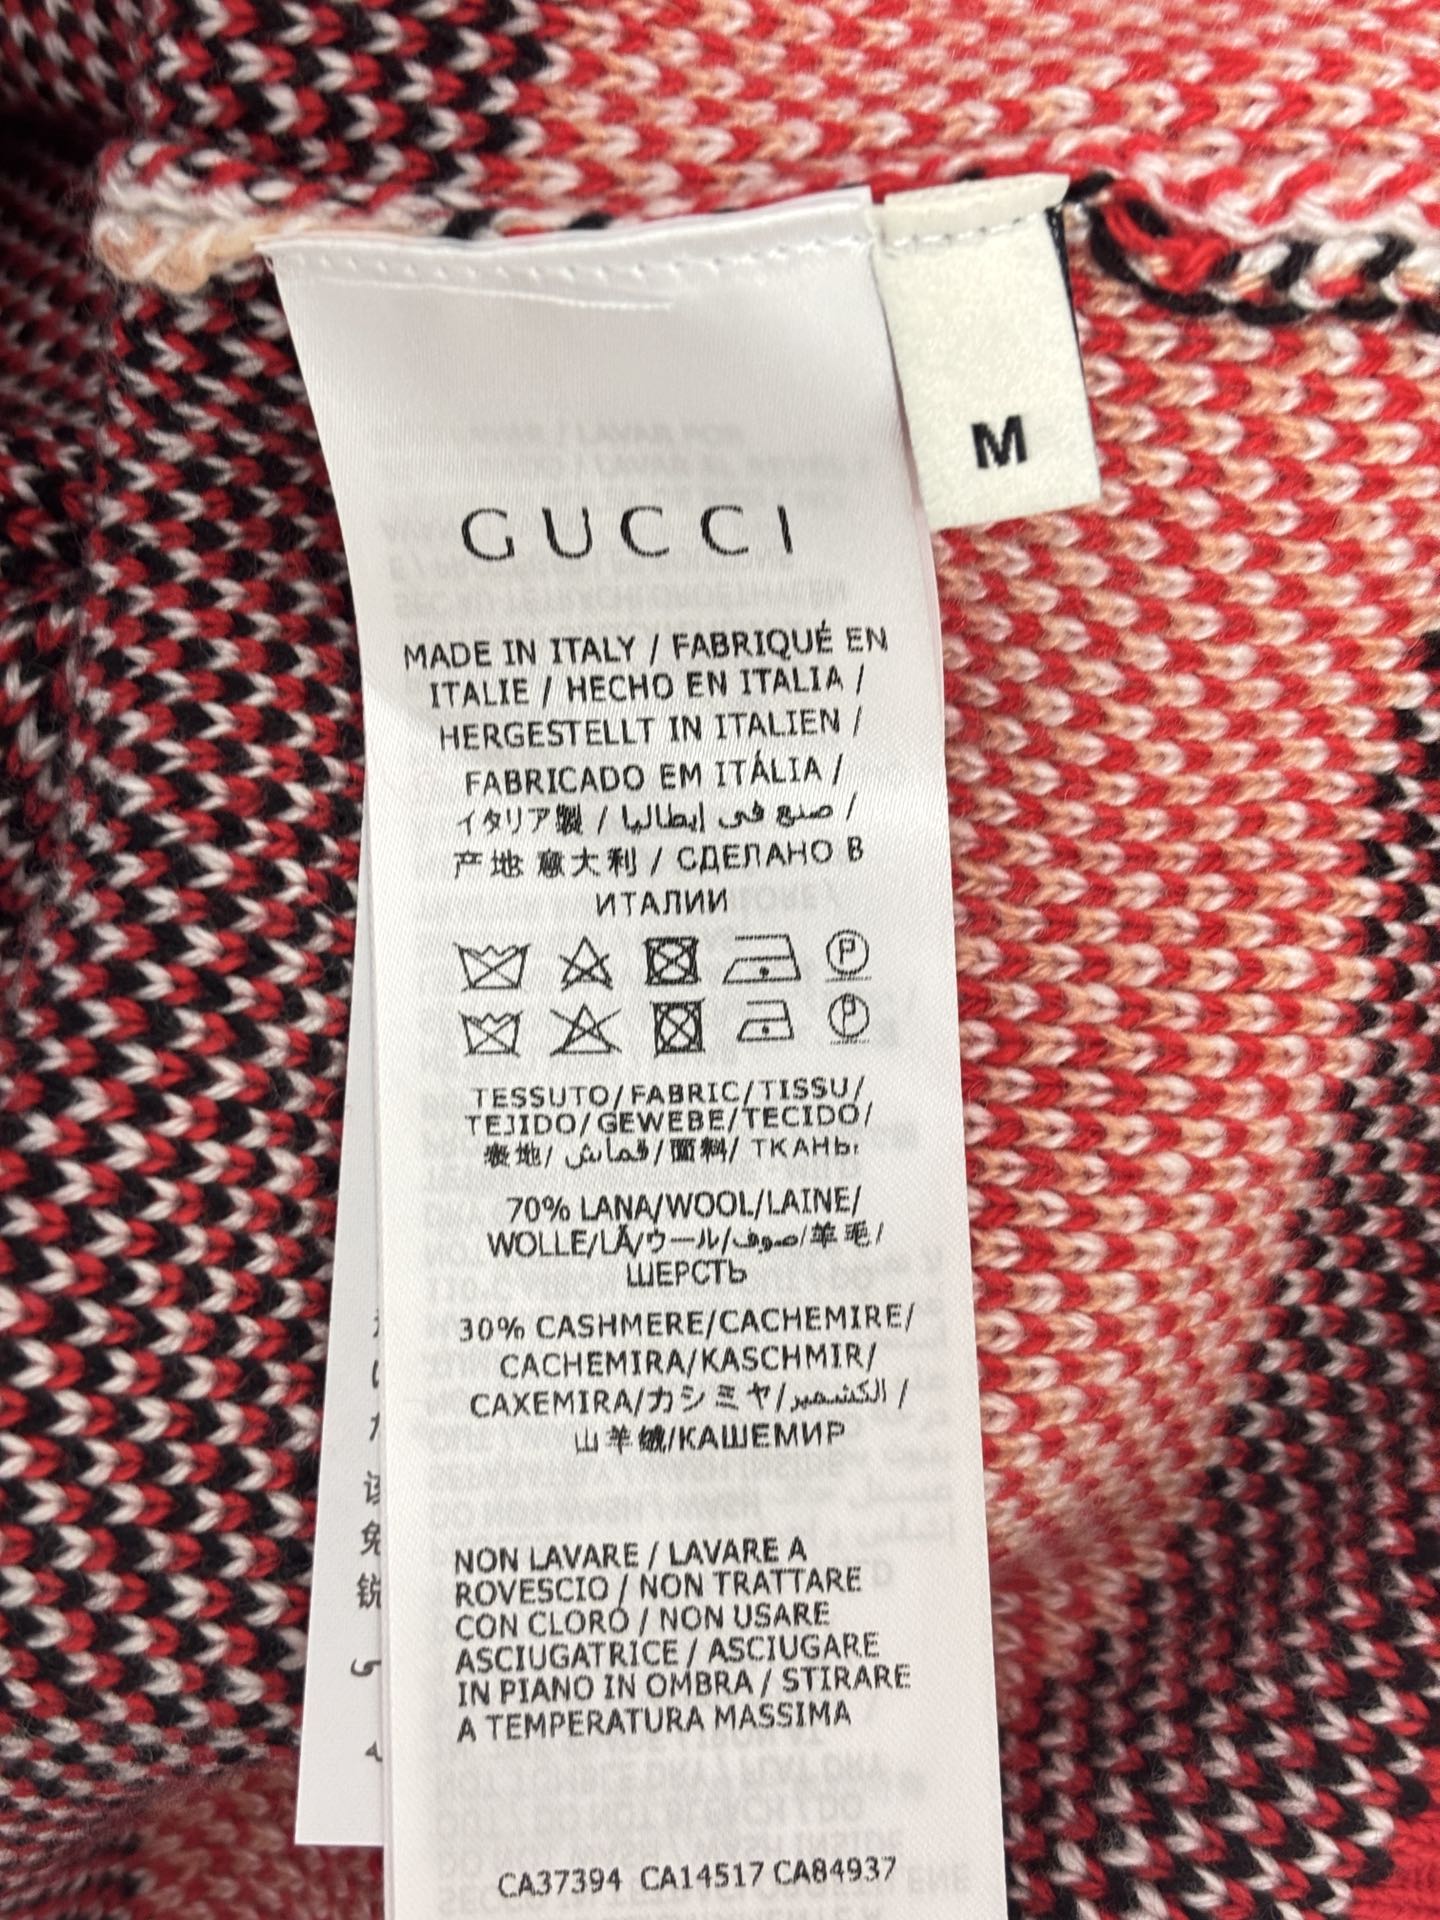 M
GUCCI
MADE IN ITALY / FABRIQUÉ EN
ITALIE / HECHO EN ITALIA /
HERGESTELLT IN ITALIEN /
FABRICADO EM ITÁLIA /
イタリア製 / صنع في إيطاليا /
产地 意大利 / СДЕЛАНО В
ИТАЛИИ
P
P
TESSUTO/FABRIC/TISSU/
TEJIDO/GEWEBE/TECIDO/
表地/ قماش/面料/ ТКАНЬ:
70% LANA/WOOL/LAINE/
WOLLE/LÃ/ウール/صوف/羊毛/
ШЕРСТЬ
30% CASHMERE/CACHEMIRE/
CACHEMIRA/KASCHMIR/
CAXEMIRA/カシミヤ/الكشمير /
山羊绒/КАШЕМИР
NON LAVARE / LAVARE A
ROVESCIO / NON TRATTARE
CON CLORO / NON USARE
ASCIUGATRICE / ASCIUGARE
IN PIANO IN OMBRA / STIRARE
A TEMPERATURA MASSIMA
CA37394 CA14517 CA84937